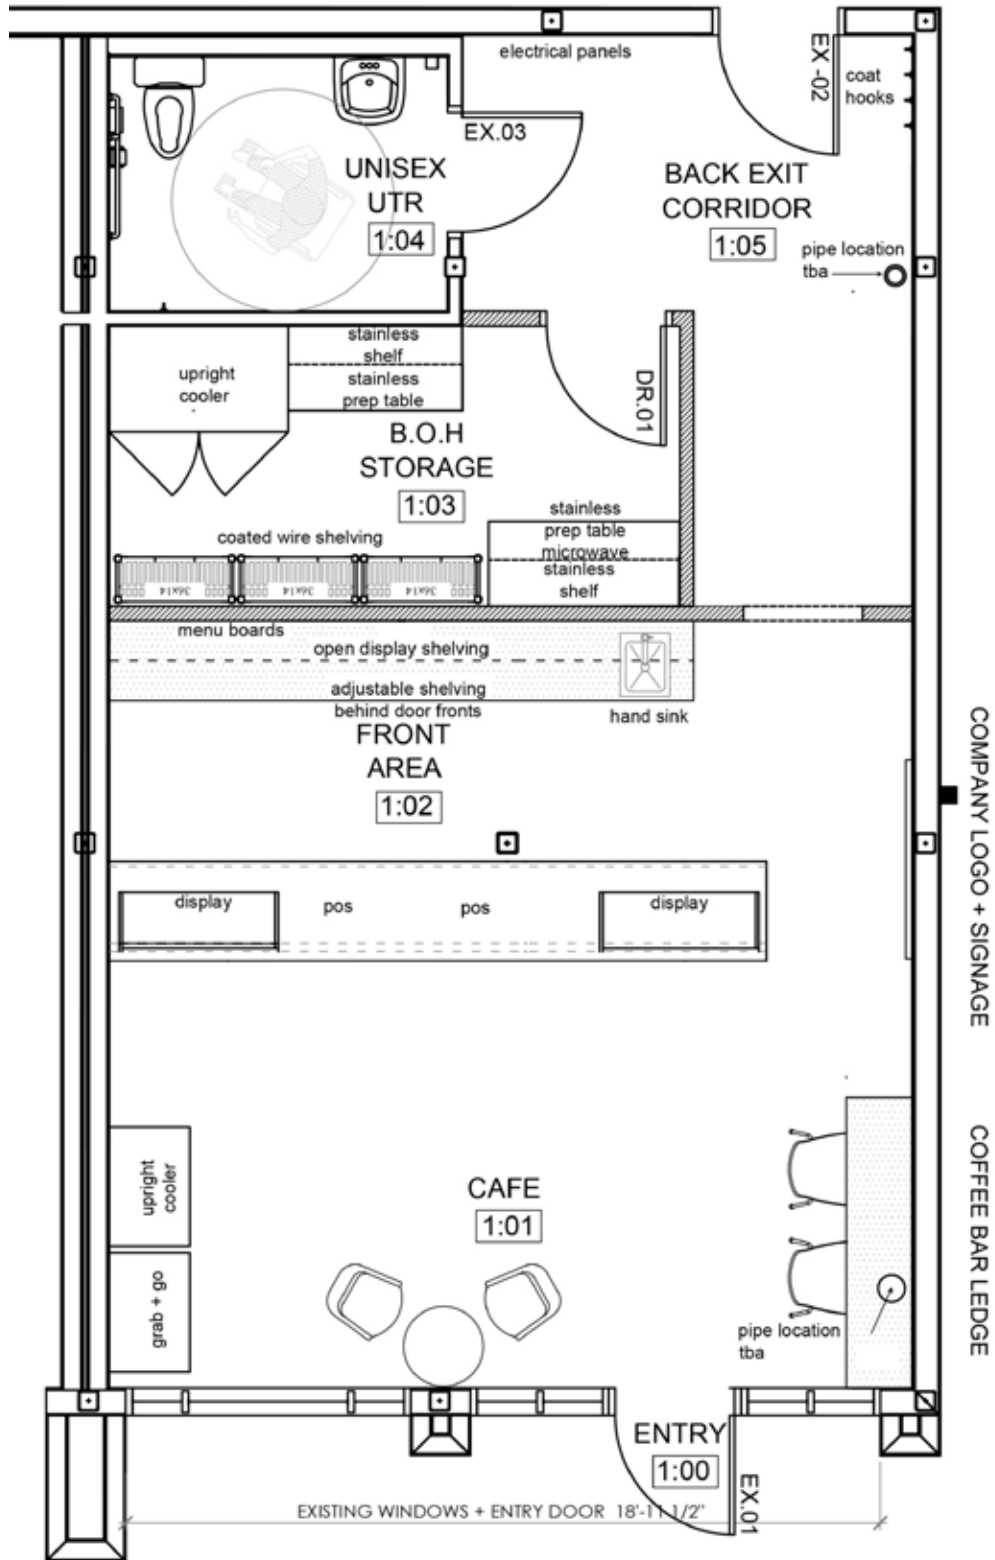 electrical panels
EX -02
coat
hooks
EX.03
UNISEX
UTR
1:04
BACK EXIT
CORRIDOR
1:05
pipe location
tba
stainless
shelf
stainless
prep table
upright
cooler
DR.01
B.O.H
STORAGE
1:03
stainless
prep table
microwave
stainless
shelf
coated wire shelving
36x14
36x14
36x14
menu boards
open display shelving
adjustable shelving
behind door fronts
hand sink
FRONT
AREA
1:02
COMPANY LOGO + SIGNAGE
display
pos
pos
display
upright
cooler
grab + go
CAFE
1:01
COFFEE BAR LEDGE
pipe location
tba
ENTRY
1:00
EX.01
EXISTING WINDOWS + ENTRY DOOR 18'-11 1/2"